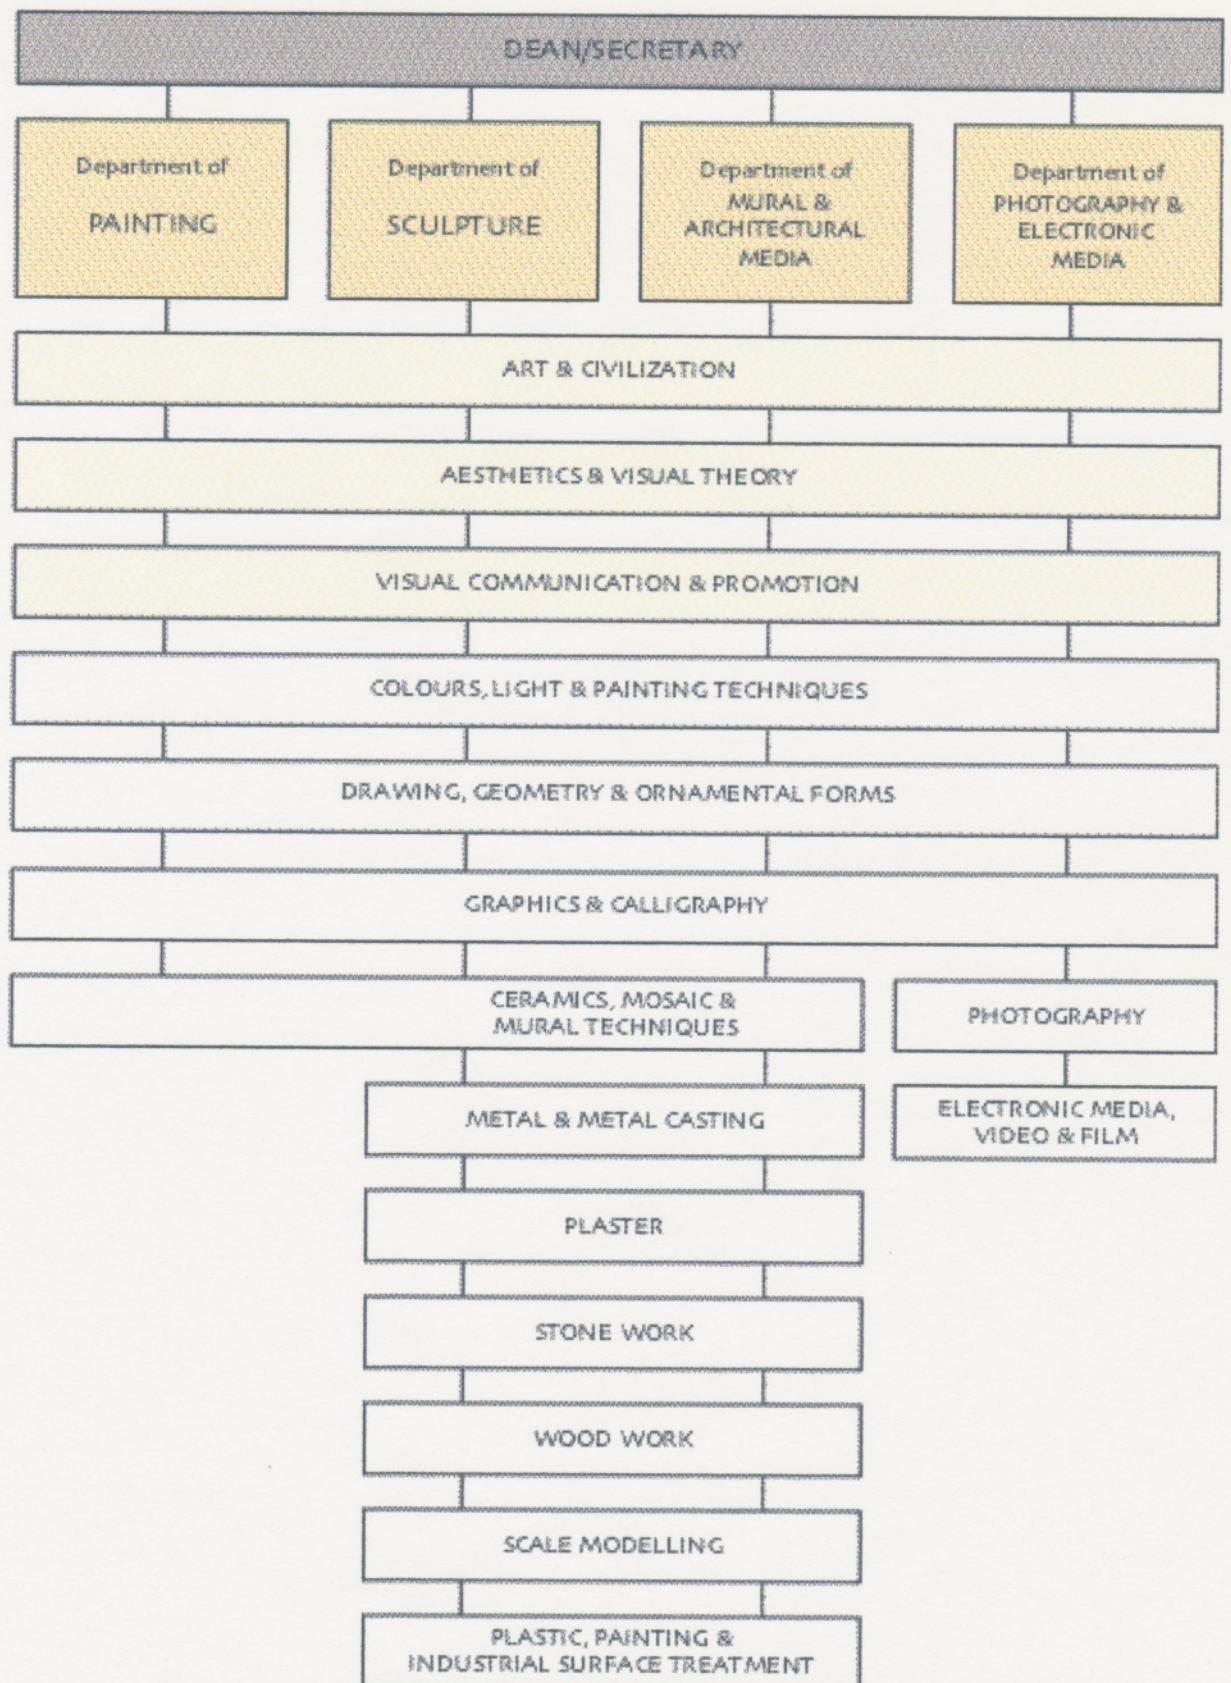 DEAN/SECRETARY
Department of
PAINTING
Department of
SCULPTURE
Department of
MURAL &
ARCHITECTURAL
MEDIA
Department of
PHOTOGRAPHY &
ELECTRONIC
MEDIA
ART & CIVILIZATION
AESTHETICS & VISUAL THEORY
VISUAL COMMUNICATION & PROMOTION
COLOURS, LIGHT & PAINTING TECHNIQUES
DRAWING, GEOMETRY & ORNAMENTAL FORMS
GRAPHICS & CALLIGRAPHY
CERAMICS, MOSAIC &
MURAL TECHNIQUES
PHOTOGRAPHY
METAL & METAL CASTING
ELECTRONIC MEDIA,
VIDEO & FILM
PLASTER
STONE WORK
WOOD WORK
SCALE MODELLING
PLASTIC, PAINTING &
INDUSTRIAL SURFACE TREATMENT